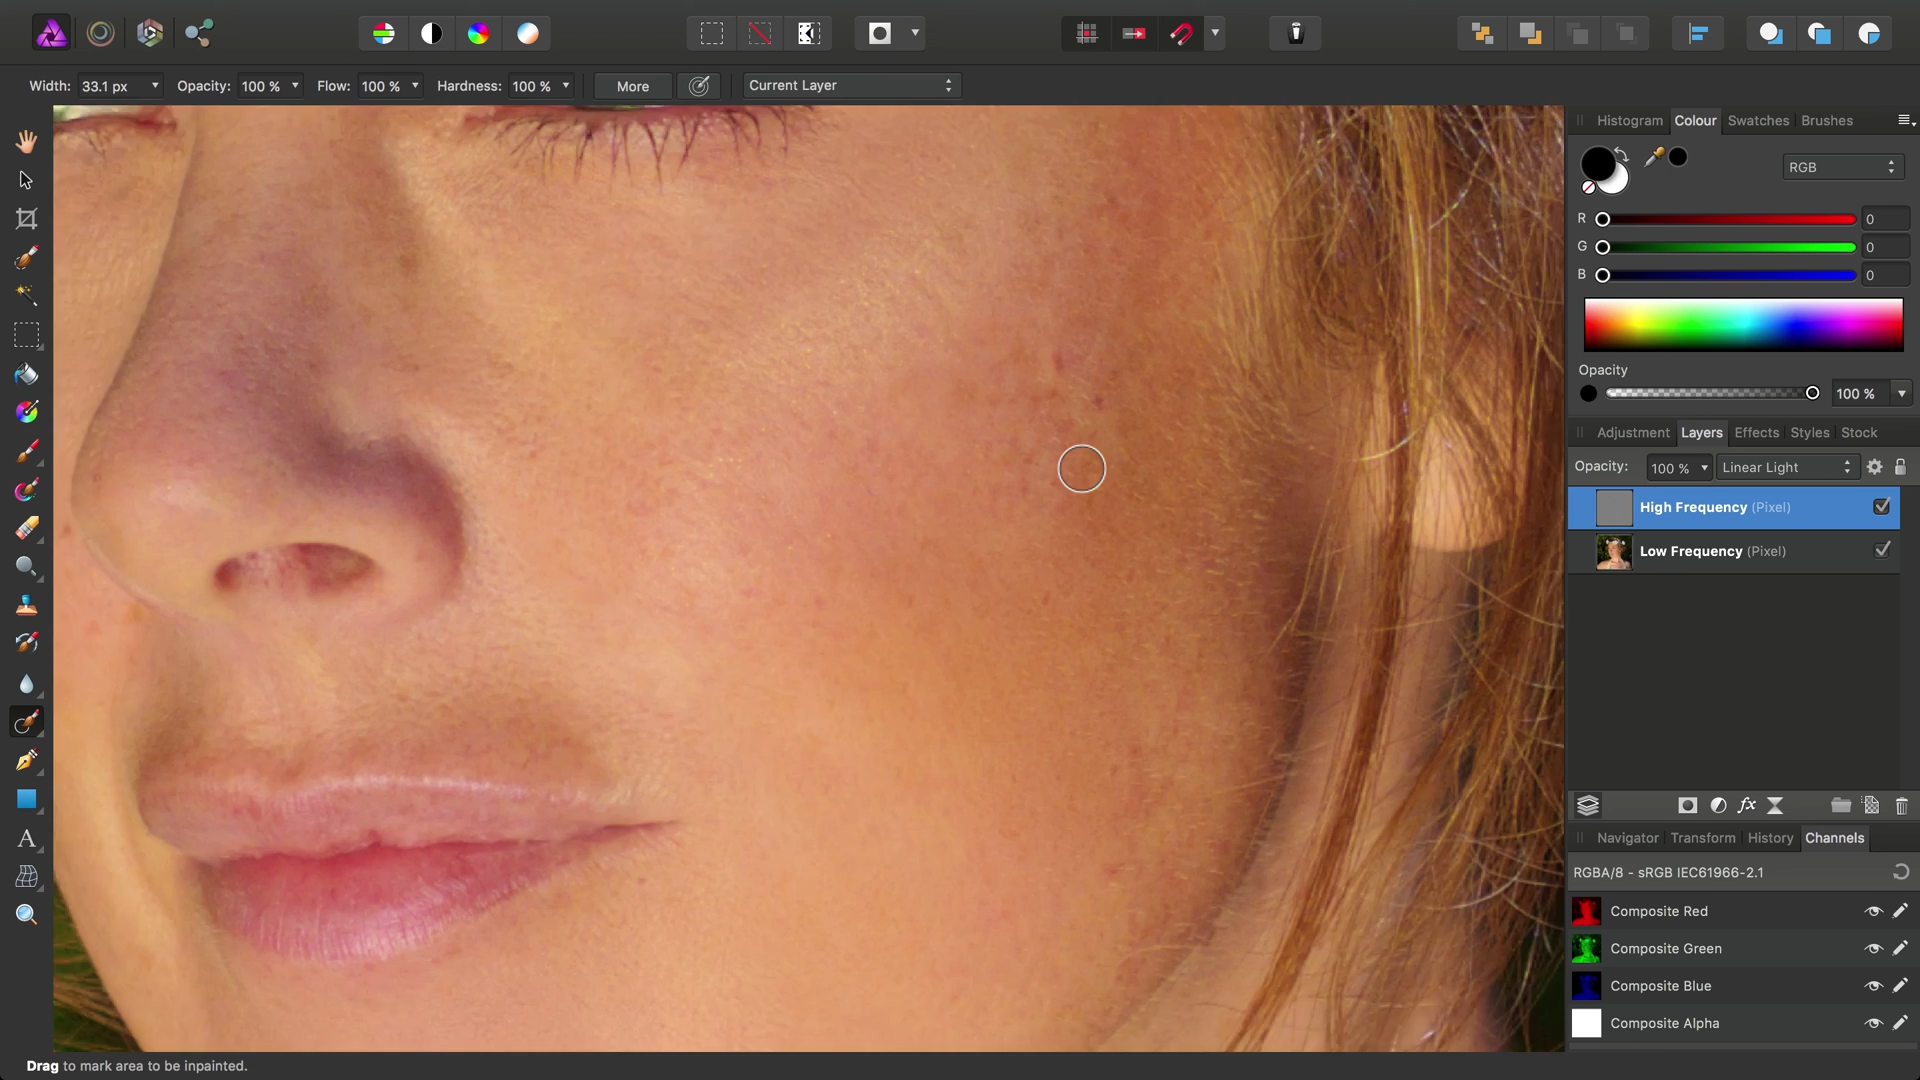 Width: 33.1 px Opacity: 100 % Flow: 100 % Hardness: 100 % More Current Layer
Histogram Colour Swatches Brushes
RGB
R 0
G 0
B 0
Opacity
100 %
Adjustment Layers Effects Styles Stock
Opacity: 100 % Linear Light
High Frequency (Pixel)
Low Frequency (Pixel)
fx
Navigator Transform History Channels
RGBA/8 - sRGB IEC61966-2.1
Composite Red
Composite Green
Composite Blue
Composite Alpha
Drag to mark area to be inpainted.